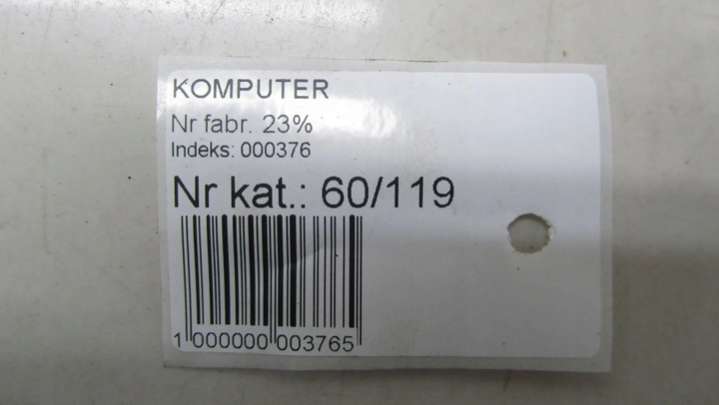 KOMPUTER
Nr fabr. 23%
Indeks: 000376
Nr kat.: 60/119
1 000000 003765